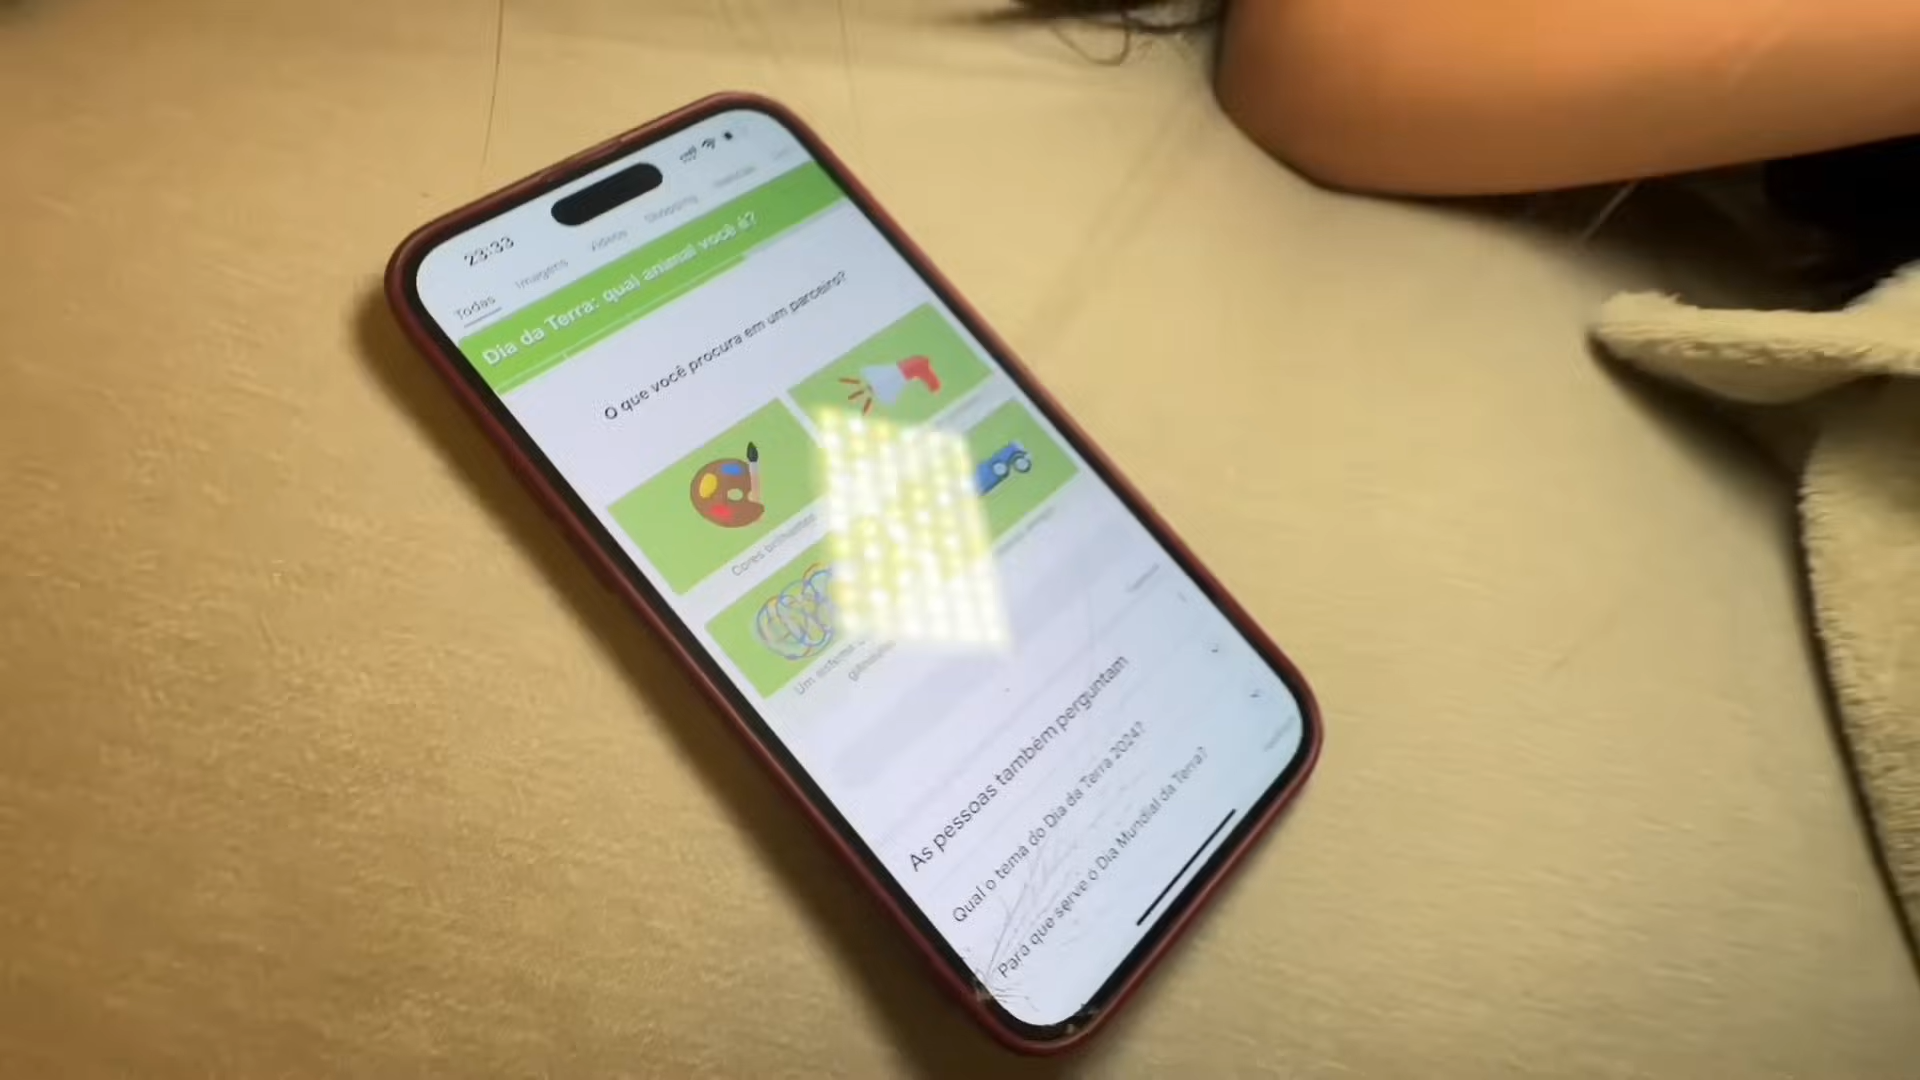 23:33
Todas Imagens Vídeos Shopping
Dia da Terra: qual animal você é?
O que você procura em um parceiro?
Cores brilhantes
Um sistema
As pessoas também perguntam
Qual o tema do Dia da Terra 2024?
Para que serve o Dia Mundial da Terra?